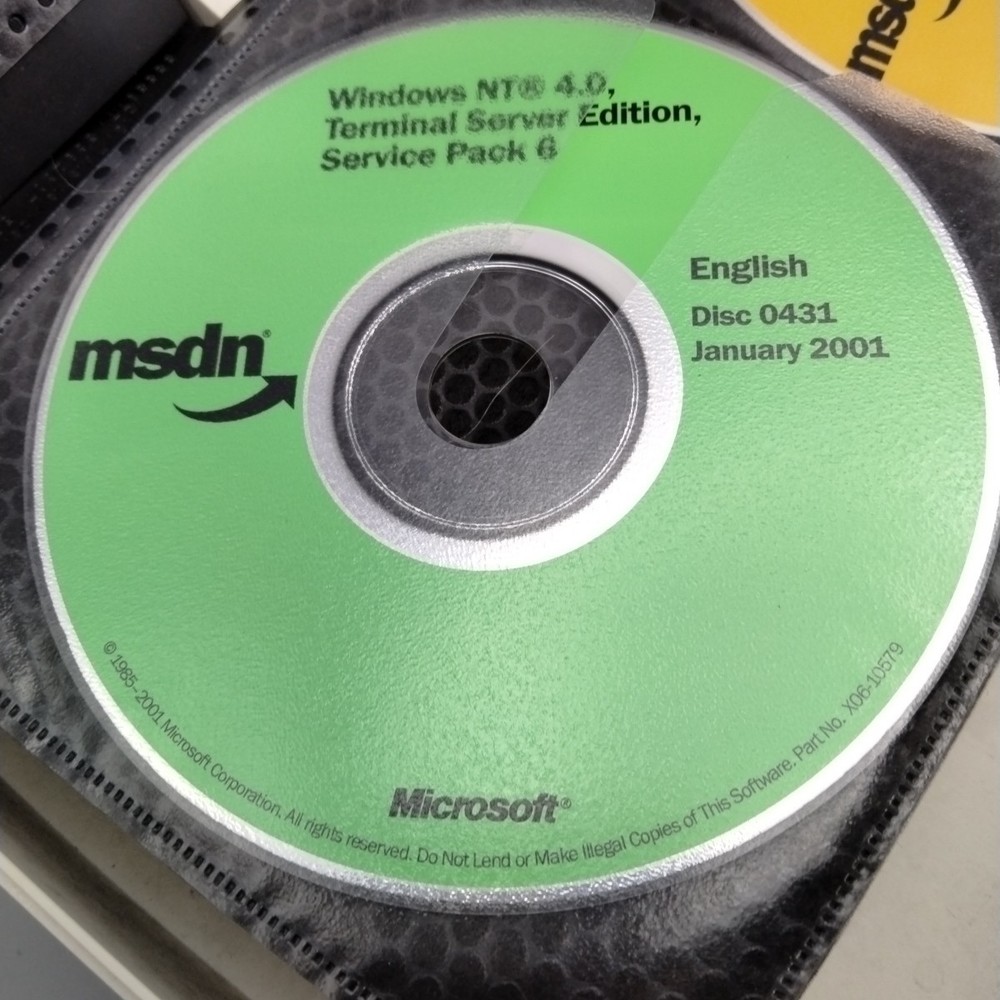 Windows NT® 4.0,
Terminal Server Edition,
Service Pack 6
English
Disc 0431
January 2001
msdn®
© 1985-2001 Microsoft Corporation. All rights reserved. Do Not Lend or Make Illegal Copies of This Software. Part No. X06-10579
Microsoft®